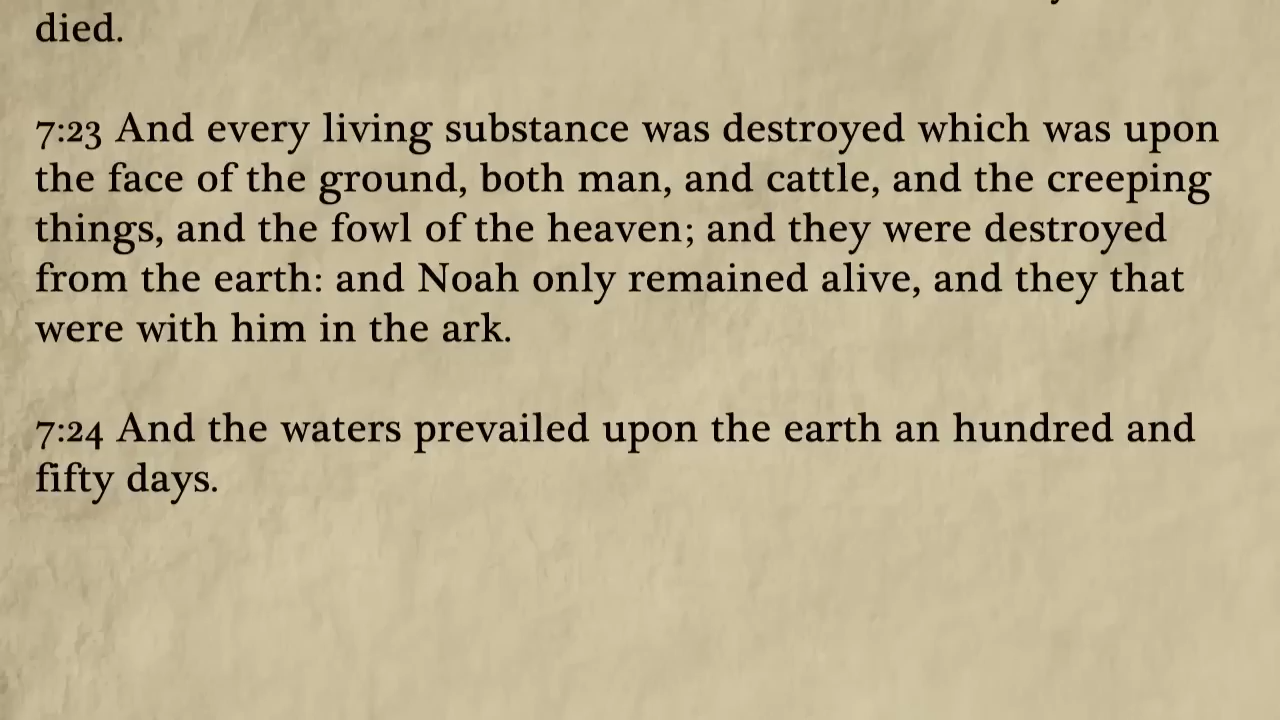 died.
7:23 And every living substance was destroyed which was upon
the face of the ground, both man, and cattle, and the creeping
things, and the fowl of the heaven; and they were destroyed
from the earth: and Noah only remained alive, and they that
were with him in the ark.
7:24 And the waters prevailed upon the earth an hundred and
fifty days.